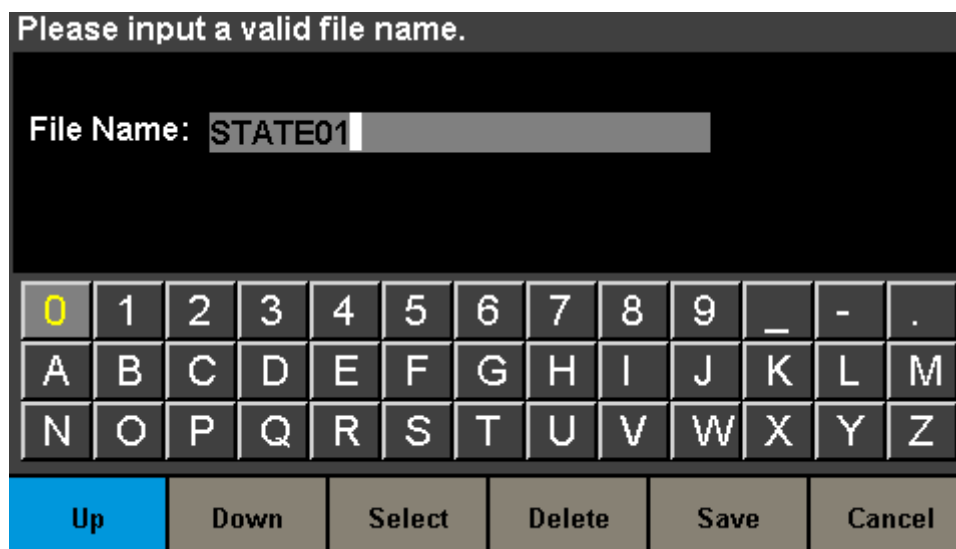 Please input a valid file name.
File Name: STATE01
0 1 2 3 4 5 6 7 8 9 _ - .
A B C D E F G H I J K L M
N O P Q R S T U V W X Y Z
Up Down Select Delete Save Cancel